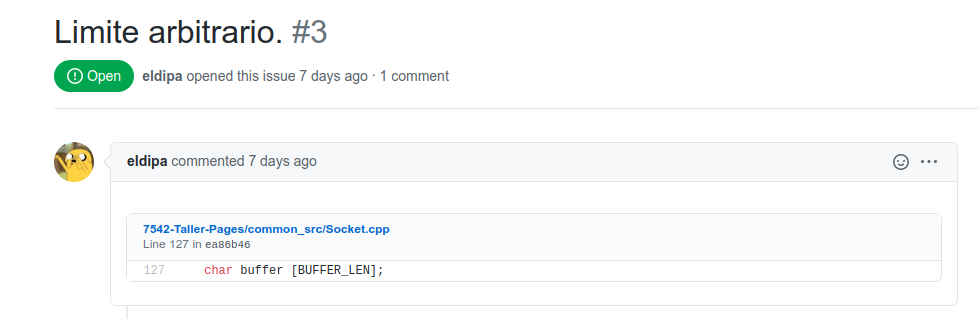 Limite arbitrario. #3
Open eldipa opened this issue 7 days ago · 1 comment
eldipa commented 7 days ago
7542-Taller-Pages/common_src/Socket.cpp
Line 127 in ea86b46
127 char buffer [BUFFER_LEN];